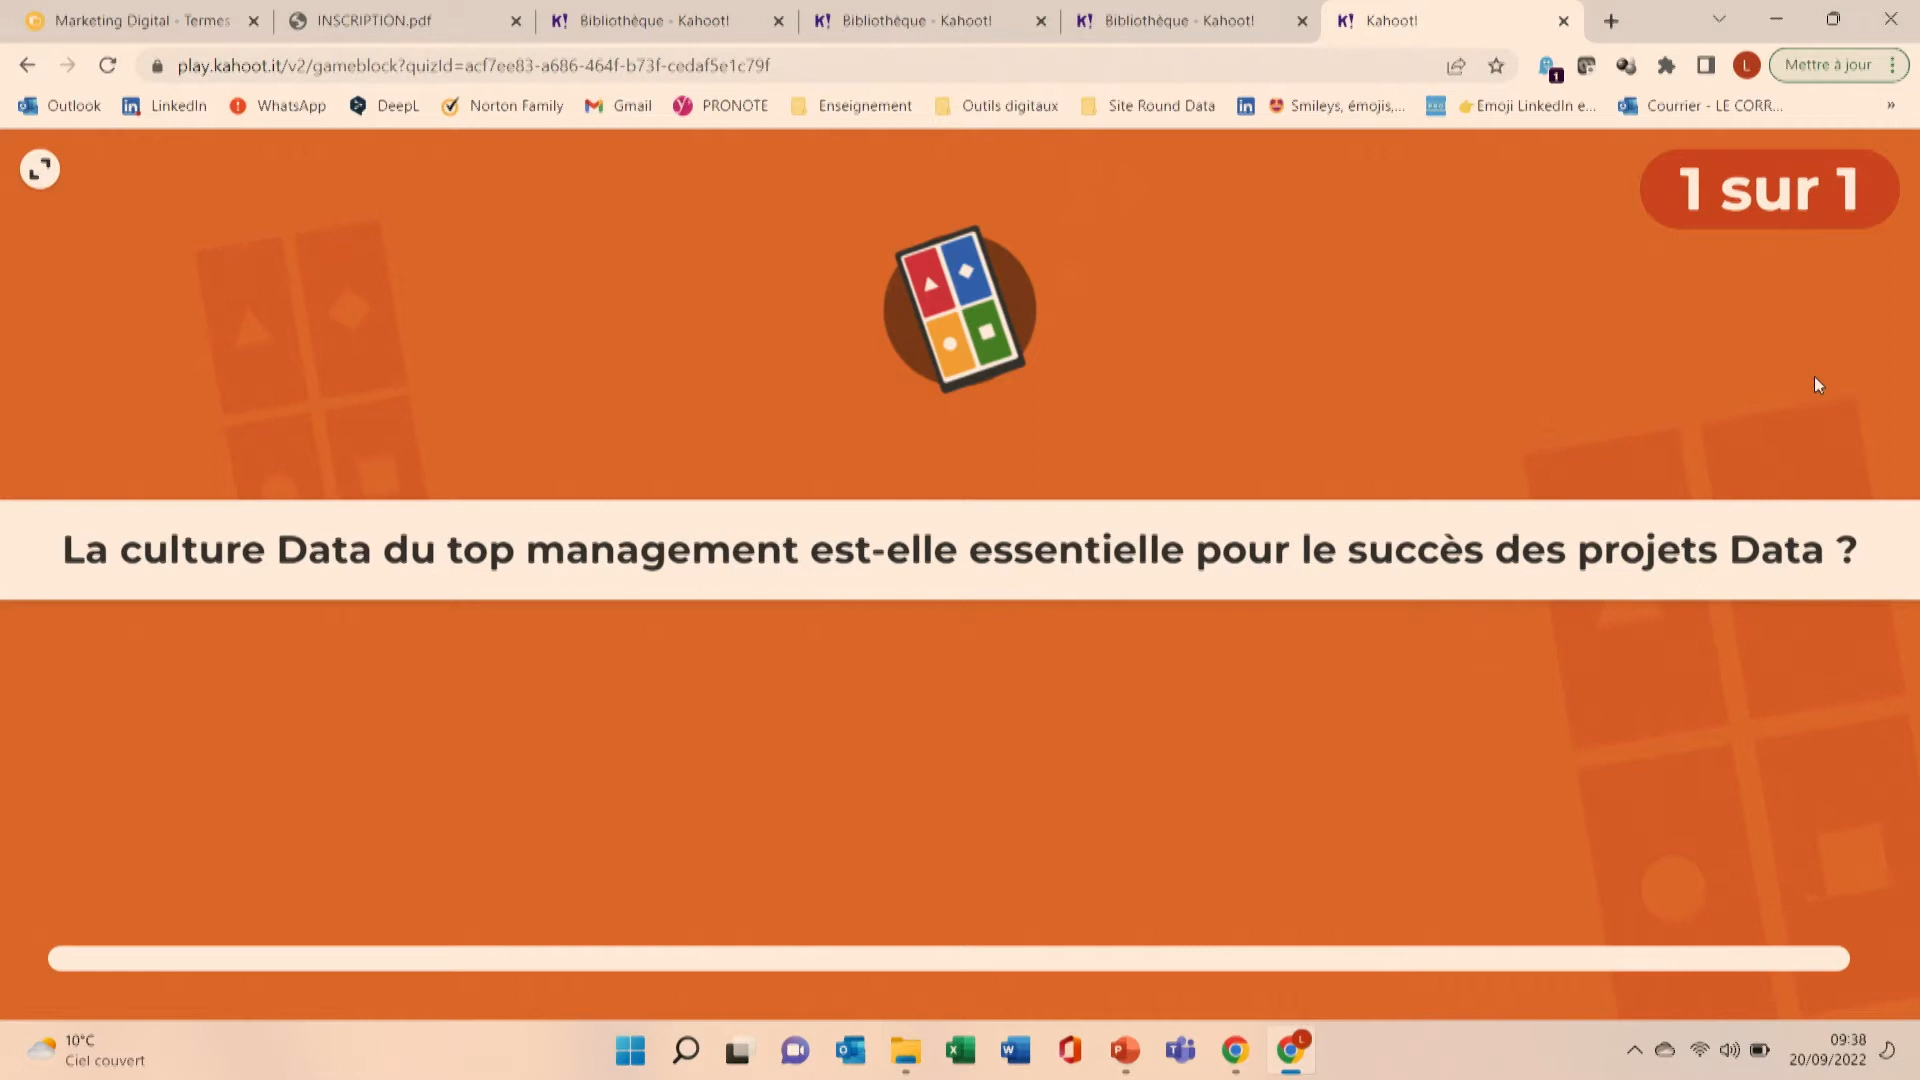 Marketing Digital - Termes
INSCRIPTION.pdf
K! Bibliothèque - Kahoot!
K! Bibliothèque - Kahoot!
K! Bibliothèque - Kahoot!
K! Kahoot!
play.kahoot.it/v2/gameblock?quizId=acf7ee83-a686-464f-b73f-cedaf5e1c79f
1
L
Mettre à jour
Outlook
LinkedIn
WhatsApp
DeepL
Norton Family
Gmail
PRONOTE
Enseignement
Outils digitaux
Site Round Data
Smileys, émojis,...
Emoji LinkedIn e...
Courrier - LE CORR...
»
1 sur 1
La culture Data du top management est-elle essentielle pour le succès des projets Data ?
10°C
Ciel couvert
09:38
20/09/2022